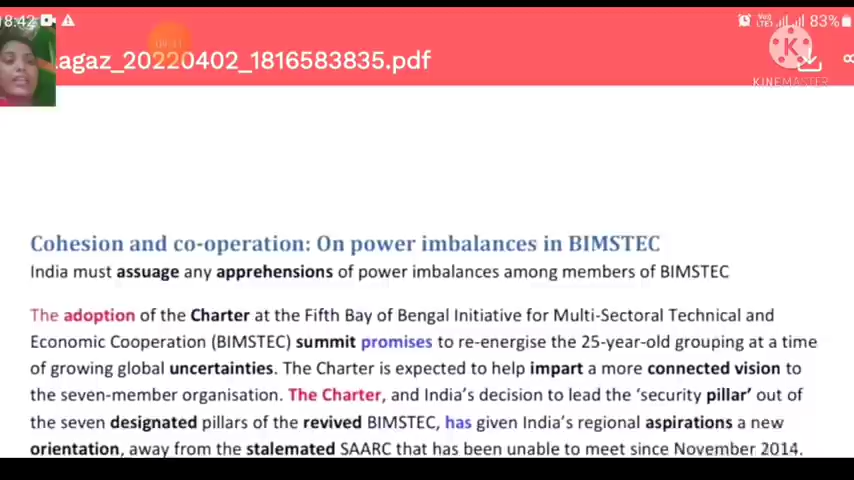 8:42
83%
agaz_20220402_1816583835.pdf
K
KINEMASTER
Cohesion and co-operation: On power imbalances in BIMSTEC
India must assuage any apprehensions of power imbalances among members of BIMSTEC
The adoption of the Charter at the Fifth Bay of Bengal Initiative for Multi-Sectoral Technical and
Economic Cooperation (BIMSTEC) summit promises to re-energise the 25-year-old grouping at a time
of growing global uncertainties. The Charter is expected to help impart a more connected vision to
the seven-member organisation. The Charter, and India’s decision to lead the ‘security pillar’ out of
the seven designated pillars of the revived BIMSTEC, has given India’s regional aspirations a new
orientation, away from the stalemated SAARC that has been unable to meet since November 2014.